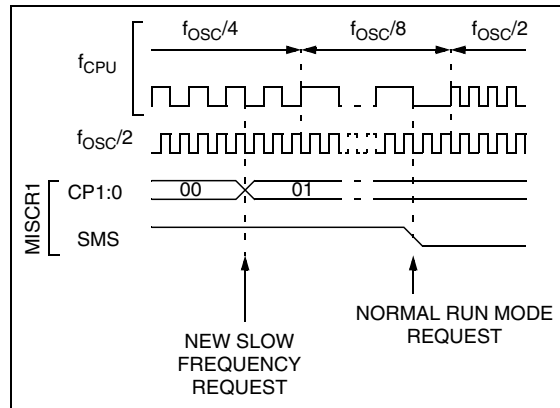 fOSC/4 fOSC/8 fOSC/2
fCPU
fOSC/2
MISCR1
CP1:0 00 01
SMS
NEW SLOW
FREQUENCY
REQUEST
NORMAL RUN MODE
REQUEST